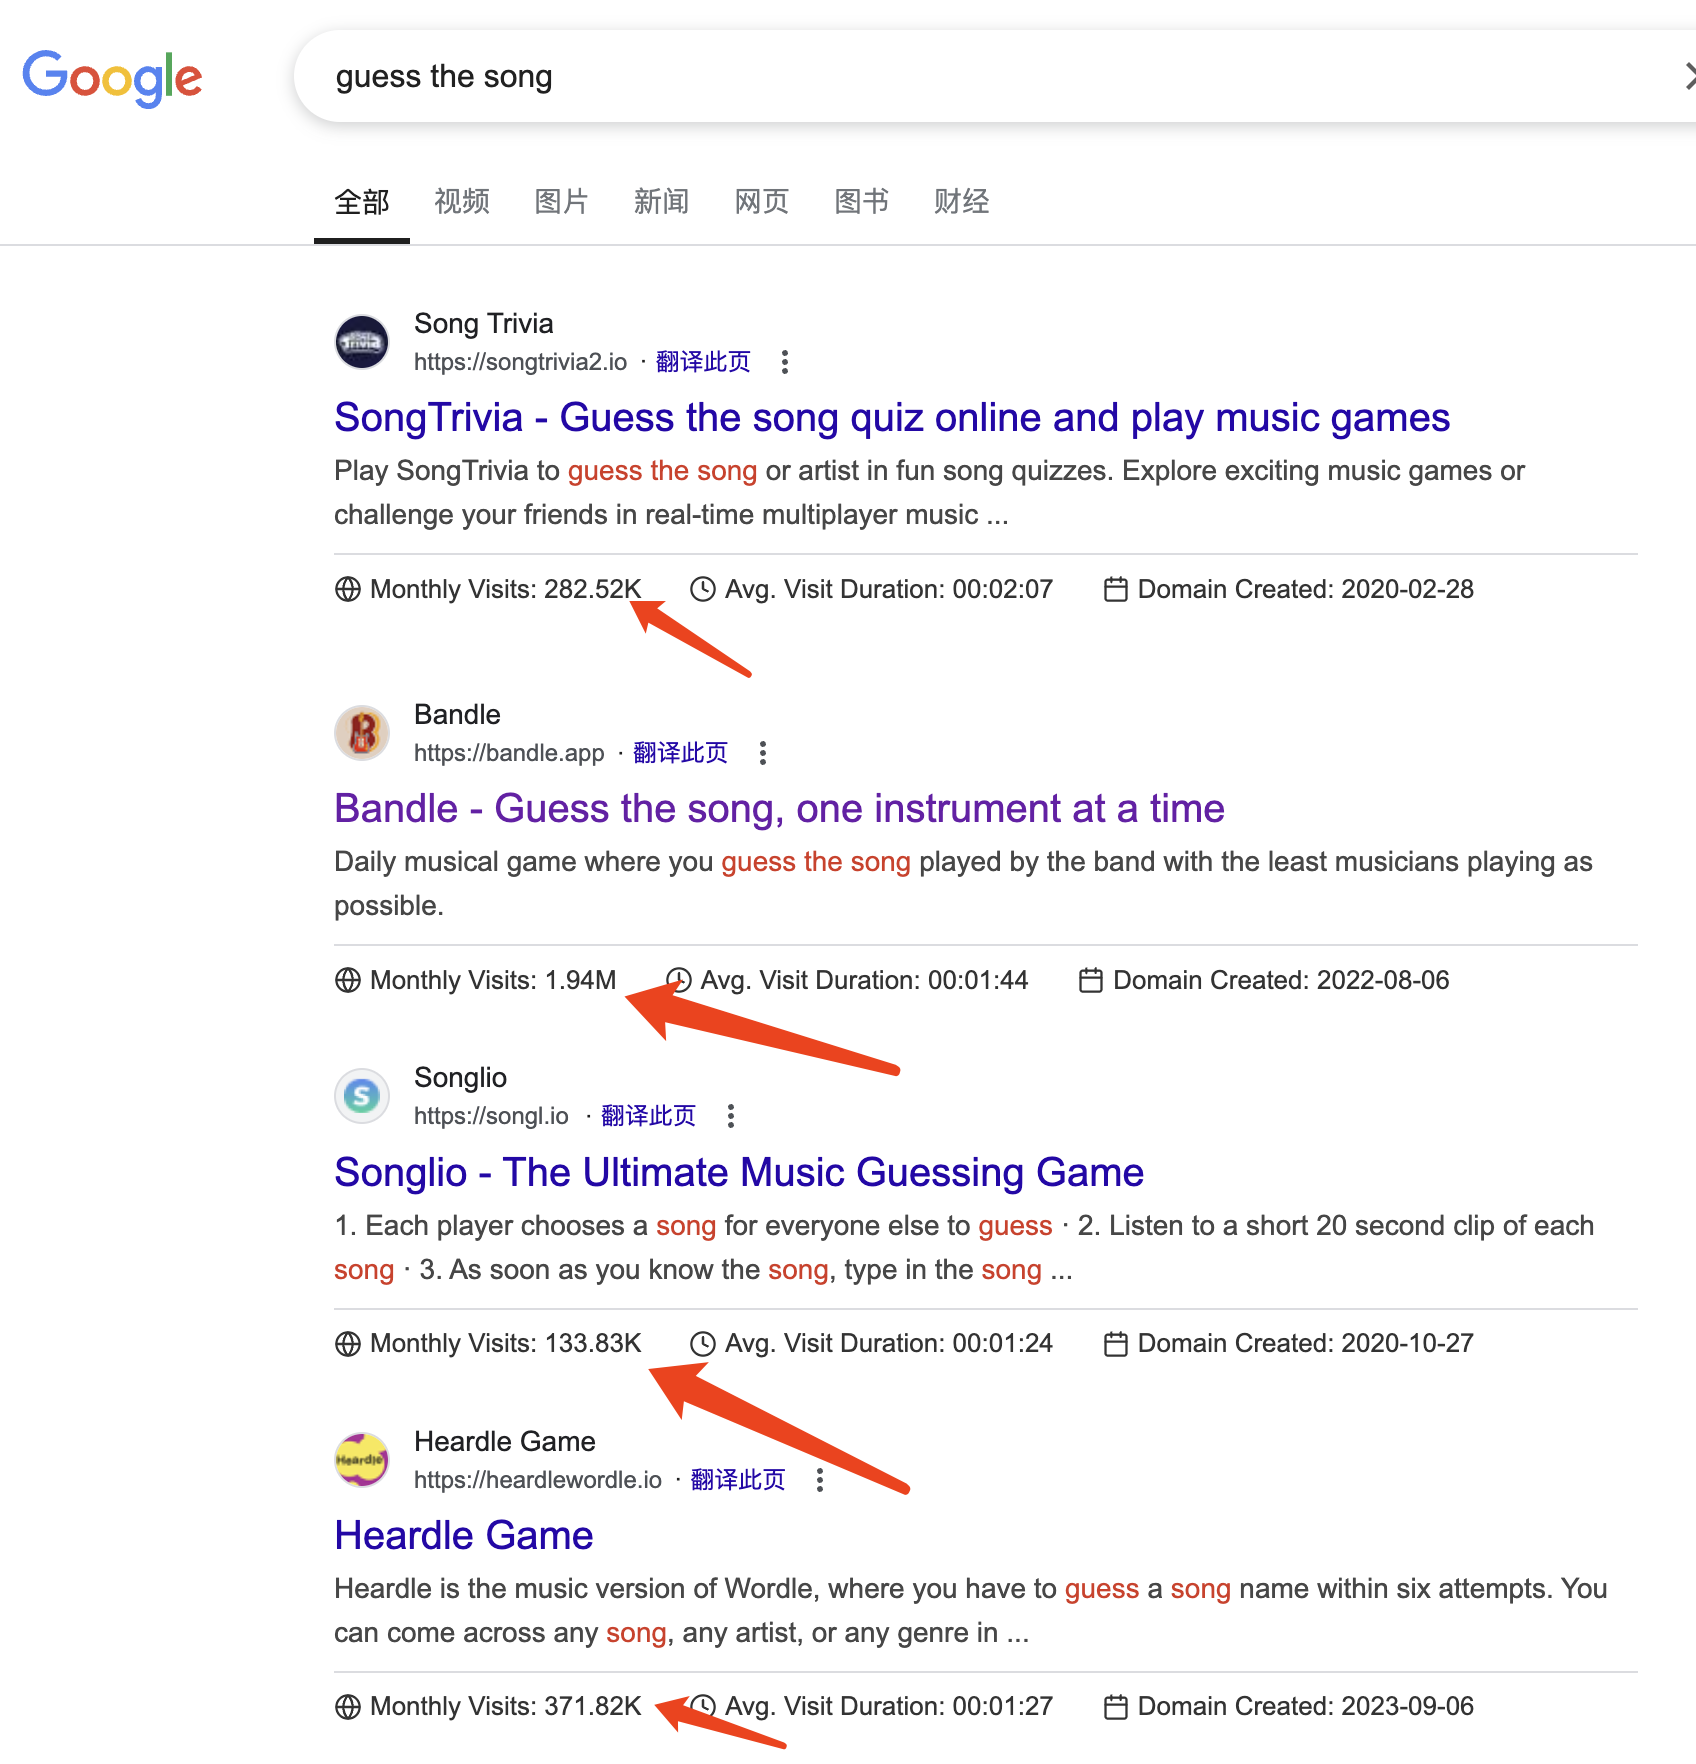 Google
guess the song
全部 视频 图片 新闻 网页 图书 财经
Song Trivia
https://songtrivia2.io · 翻译此页
SongTrivia - Guess the song quiz online and play music games
Play SongTrivia to guess the song or artist in fun song quizzes. Explore exciting music games or
challenge your friends in real-time multiplayer music ...
Monthly Visits: 282.52K Avg. Visit Duration: 00:02:07 Domain Created: 2020-02-28
Bandle
https://bandle.app · 翻译此页
Bandle - Guess the song, one instrument at a time
Daily musical game where you guess the song played by the band with the least musicians playing as
possible.
Monthly Visits: 1.94M Avg. Visit Duration: 00:01:44 Domain Created: 2022-08-06
S
Songlio
https://songl.io · 翻译此页
Songlio - The Ultimate Music Guessing Game
1. Each player chooses a song for everyone else to guess · 2. Listen to a short 20 second clip of each
song · 3. As soon as you know the song, type in the song ...
Monthly Visits: 133.83K Avg. Visit Duration: 00:01:24 Domain Created: 2020-10-27
Heardle
Heardle Game
https://heardlewordle.io · 翻译此页
Heardle Game
Heardle is the music version of Wordle, where you have to guess a song name within six attempts. You
can come across any song, any artist, or any genre in ...
Monthly Visits: 371.82K Avg. Visit Duration: 00:01:27 Domain Created: 2023-09-06